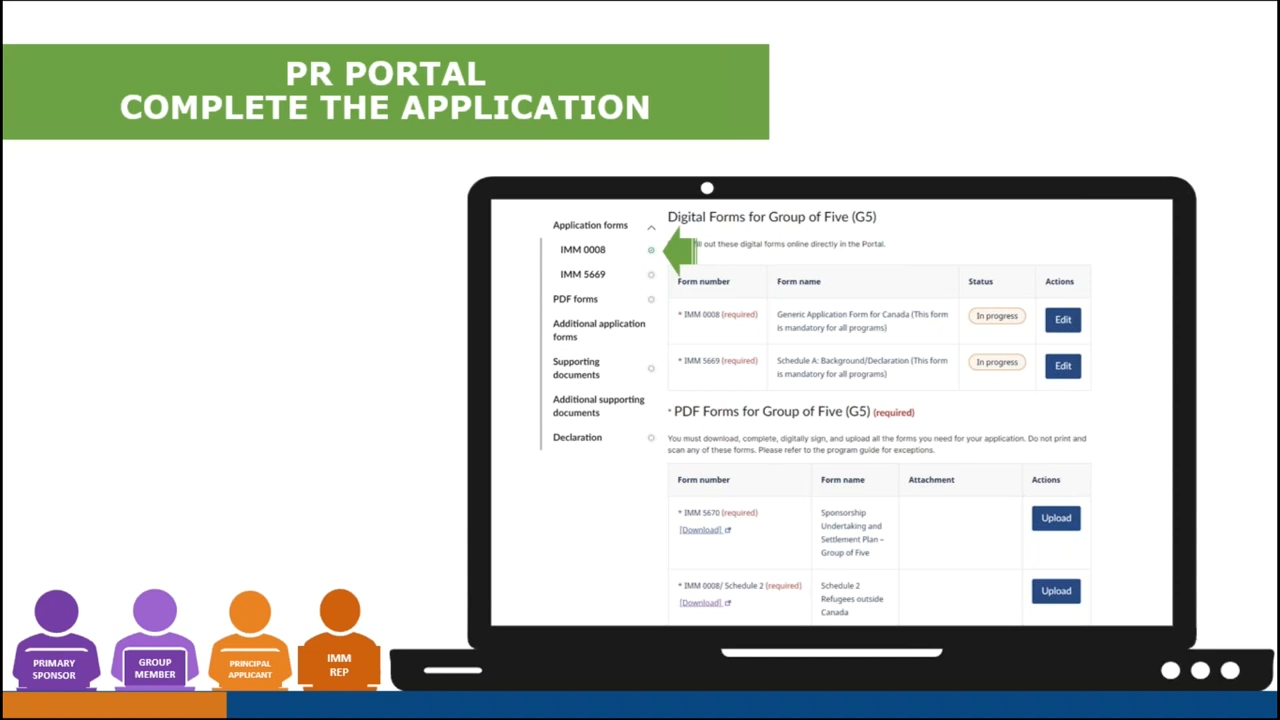 PR PORTAL
COMPLETE THE APPLICATION
Application forms
IMM 0008
IMM 5669
PDF forms
Additional application
forms
Supporting
documents
Additional supporting
documents
Declaration
Digital Forms for Group of Five (G5)
ll out these digital forms online directly in the Portal.
Form number Form name Status Actions
* IMM 0008 (required) Generic Application Form for Canada (This form
is mandatory for all programs) In progress Edit
* IMM 5669 (required) Schedule A: Background/Declaration (This form
is mandatory for all programs) In progress Edit
* PDF Forms for Group of Five (G5) (required)
You must download, complete, digitally sign, and upload all the forms you need for your application. Do not print and
scan any of these forms. Please refer to the program guide for exceptions.
Form number Form name Attachment Actions
* IMM 5670 (required) Sponsorship Upload
[Download] Undertaking and
Settlement Plan –
Group of Five
* IMM 0008/ Schedule 2 (required) Schedule 2 Upload
[Download] Refugees outside
Canada
PRIMARY
SPONSOR
GROUP
MEMBER
PRINCIPAL
APPLICANT
IMM
REP